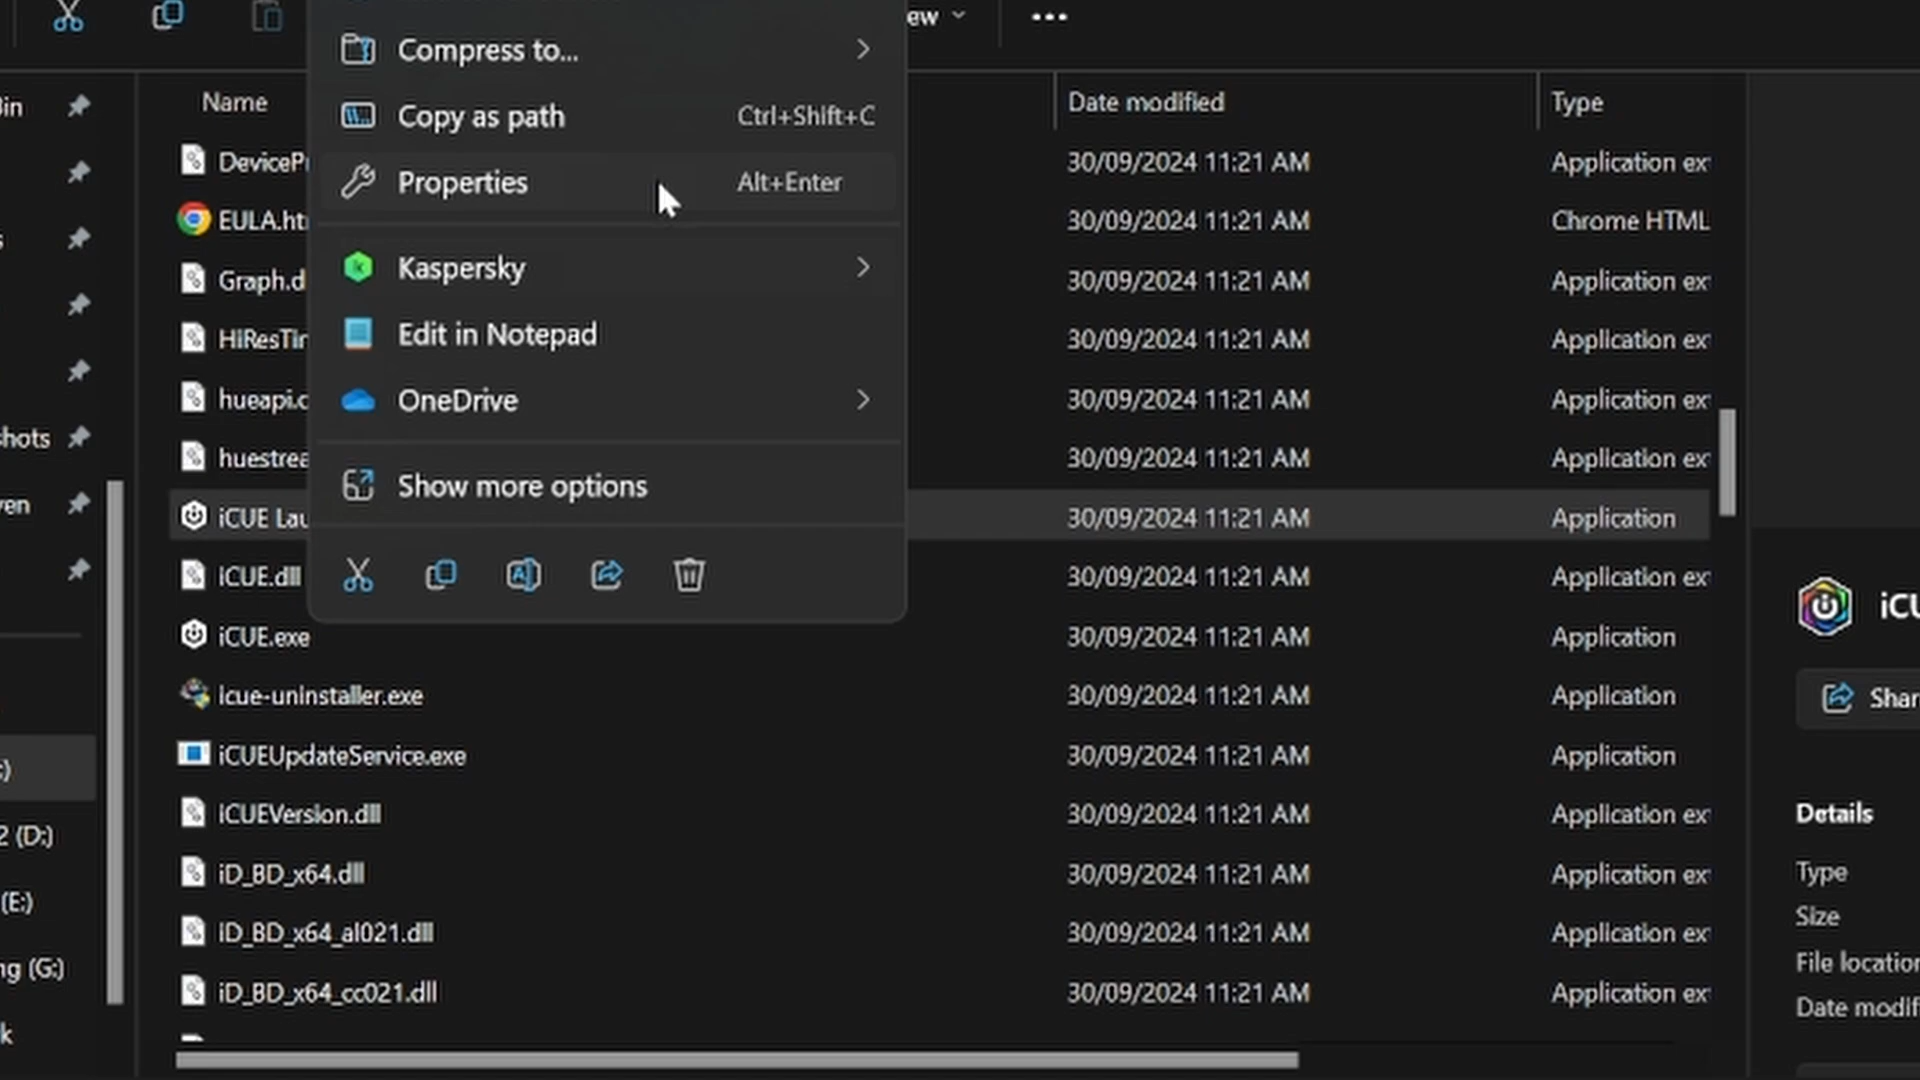 ew
Compress to...
Copy as path Ctrl+Shift+C
Properties Alt+Enter
Kaspersky
Edit in Notepad
OneDrive
Show more options
Name Date modified Type
DeviceP 30/09/2024 11:21 AM Application ex
EULA.ht 30/09/2024 11:21 AM Chrome HTML
Graph.d 30/09/2024 11:21 AM Application ex
HiResTi 30/09/2024 11:21 AM Application ex
hueapi. 30/09/2024 11:21 AM Application ex
huestrea 30/09/2024 11:21 AM Application ex
iCUE Lau 30/09/2024 11:21 AM Application
iCUE.dll 30/09/2024 11:21 AM Application ex
iCUE.exe 30/09/2024 11:21 AM Application
icue-uninstaller.exe 30/09/2024 11:21 AM Application
iCUEUpdateService.exe 30/09/2024 11:21 AM Application
iCUEVersion.dll 30/09/2024 11:21 AM Application ex
iD_BD_x64.dll 30/09/2024 11:21 AM Application ex
iD_BD_x64_al021.dll 30/09/2024 11:21 AM Application ex
iD_BD_x64_cc021.dll 30/09/2024 11:21 AM Application ex
in
s
hots
ven
:)
2 (D:)
(E:)
ng (G:)
k
iCU
Shar
Details
Type
Size
File location
Date modif